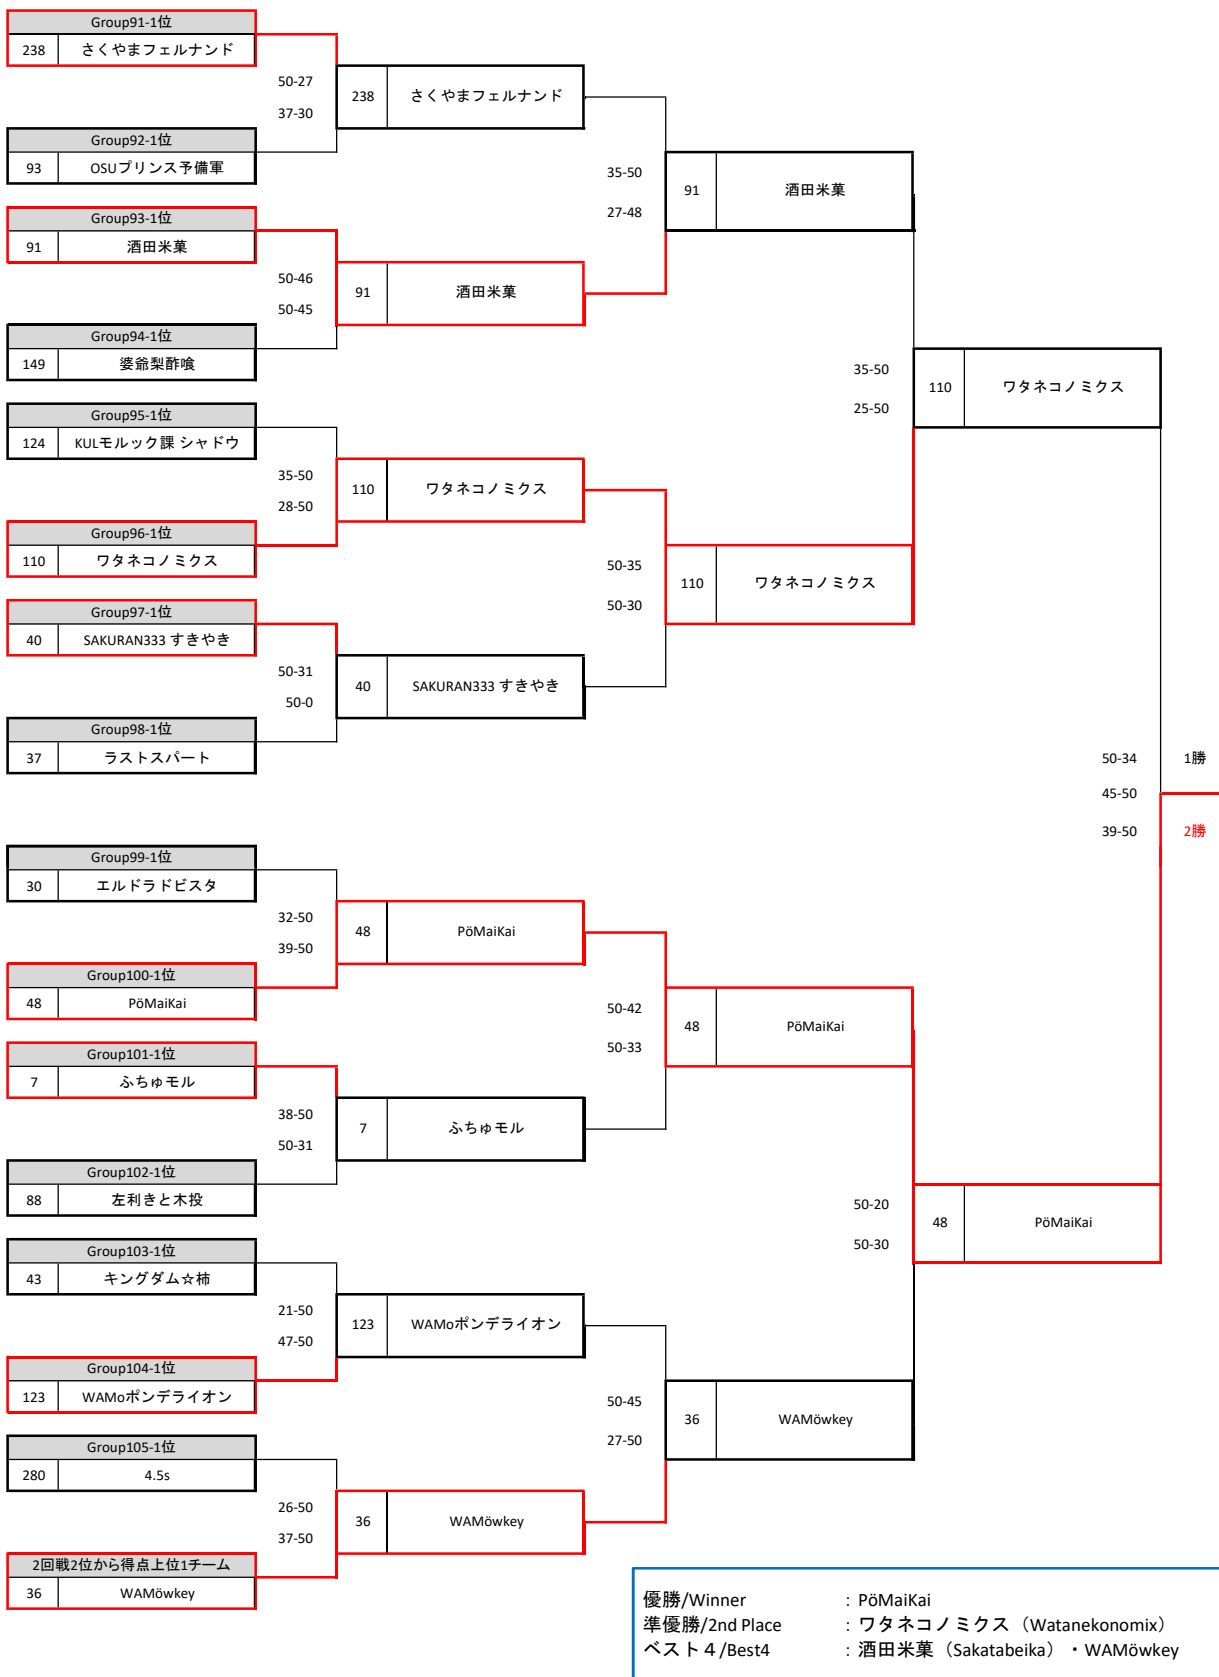 Group91-1位
238 さくやまフェルナンド
50-27
37-30
238 さくやまフェルナンド
Group92-1位
93 OSUプリンス予備軍
35-50
27-48
91 酒田米菓
Group93-1位
91 酒田米菓
50-46
50-45
91 酒田米菓
Group94-1位
149 婆爺梨酢喰
35-50
25-50
110 ワタネコノミクス
Group95-1位
124 KULモルック課 シャドウ
35-50
28-50
110 ワタネコノミクス
Group96-1位
110 ワタネコノミクス
50-35
50-30
110 ワタネコノミクス
Group97-1位
40 SAKURAN333 すきやき
50-31
50-0
40 SAKURAN333 すきやき
Group98-1位
37 ラストスパート
50-34 1勝
45-50
39-50 2勝
Group99-1位
30 エルドラドビスタ
32-50
39-50
48 PöMaiKai
Group100-1位
48 PöMaiKai
50-42
50-33
48 PöMaiKai
Group101-1位
7 ふちゅモル
38-50
50-31
7 ふちゅモル
Group102-1位
88 左利きと木投
50-20
50-30
48 PöMaiKai
Group103-1位
43 キングダム☆柿
21-50
47-50
123 WAMoポンデライオン
Group104-1位
123 WAMoポンデライオン
50-45
27-50
36 WAMöwkey
Group105-1位
280 4.5s
26-50
37-50
36 WAMöwkey
2回戦2位から得点上位1チーム
36 WAMöwkey
優勝/Winner : PöMaiKai
準優勝/2nd Place : ワタネコノミクス（Watanekonomix）
ベスト４/Best4 : 酒田米菓（Sakatabeika）・WAMöwkey